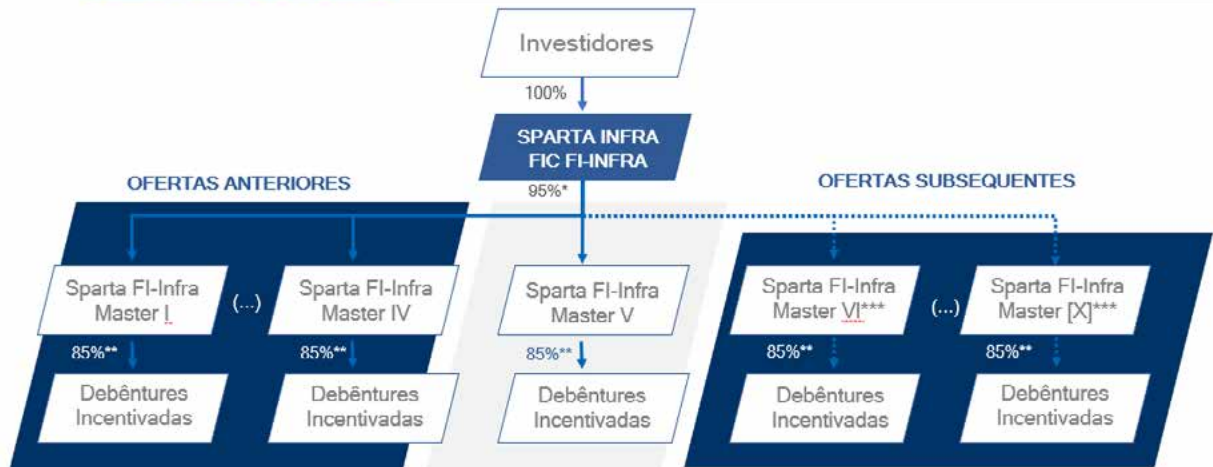 Investidores
100%
SPARTA INFRA
FIC FI-INFRA
OFERTAS ANTERIORES
95%*
OFERTAS SUBSEQUENTES
Sparta FI-Infra
Master I
(...)
Sparta FI-Infra
Master IV
Sparta FI-Infra
Master V
Sparta FI-Infra
Master VI***
(...)
Sparta FI-Infra
Master [X]***
85%**
85%**
85%**
85%**
85%**
Debêntures
Incentivadas
Debêntures
Incentivadas
Debêntures
Incentivadas
Debêntures
Incentivadas
Debêntures
Incentivadas